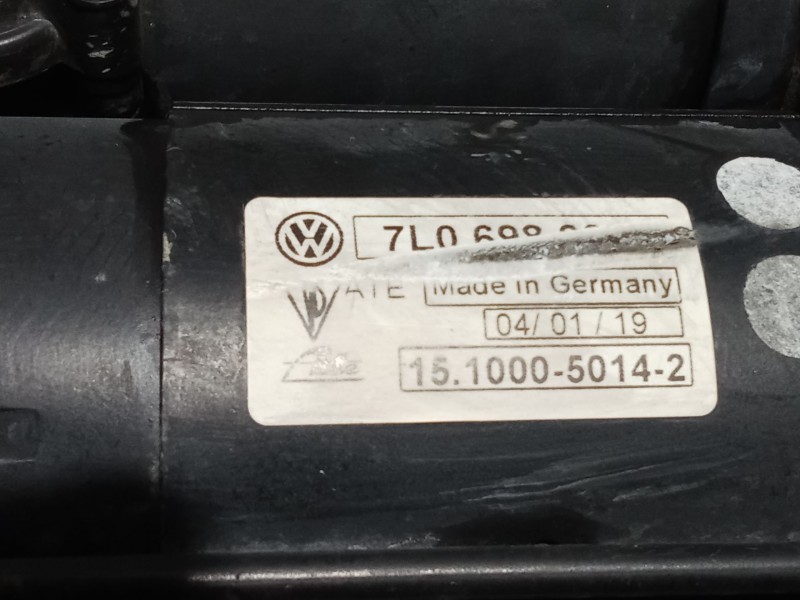 7L0 698
ATE Made in Germany
04/ 01 / 19
15.1000-5014-2